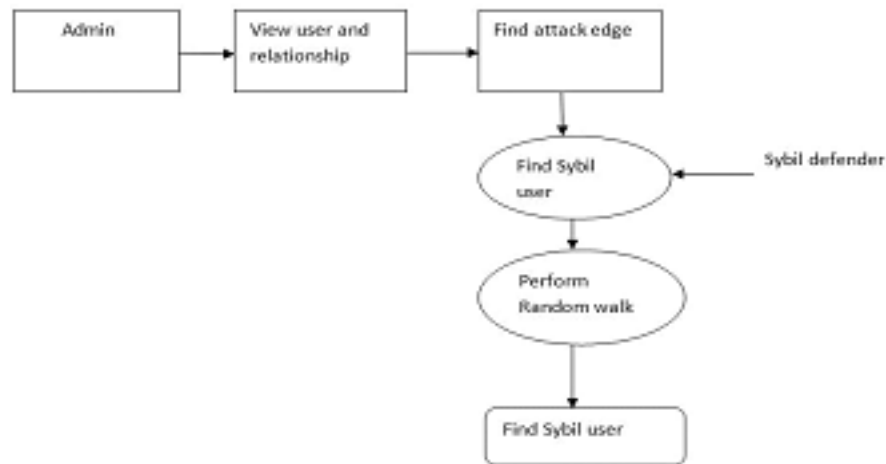 Admin
View user and
relationship
Find attack edge
Find Sybil
user
Sybil defender
Perform
Random walk
Find Sybil user